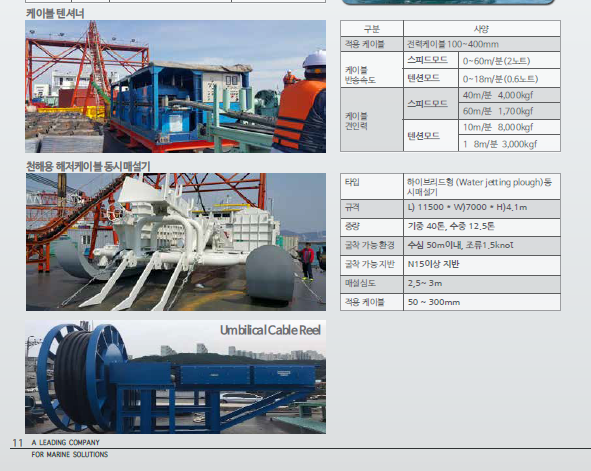 케이블 텐셔너
구분 사양
적용 케이블 전력케이블 100~400mm
케이블 반송속도 스피드모드 0~60m/분 (2노트)
텐션모드 0~18m/분 (0.6노트)
케이블 견인력 스피드모드 40m/분 4,000kgf
60m/분 1,700kgf
텐션모드 10m/분 8,000kgf
1 8m/분 3,000kgf
천해용 해저케이블 동시매설기
타입 하이브리드형 (Water jetting plough)동
시매설기
규격 L) 11500 * W)7000 * H)4.1m
중량 기중 40톤, 수중 12.5톤
굴착 가능 환경 수심 50m이내, 조류1.5knot
굴착 가능 지반 N15이상 지반
매설심도 2.5~ 3m
적용 케이블 50 ~ 300mm
Umbilical Cable Reel
11 A LEADING COMPANY
FOR MARINE SOLUTIONS